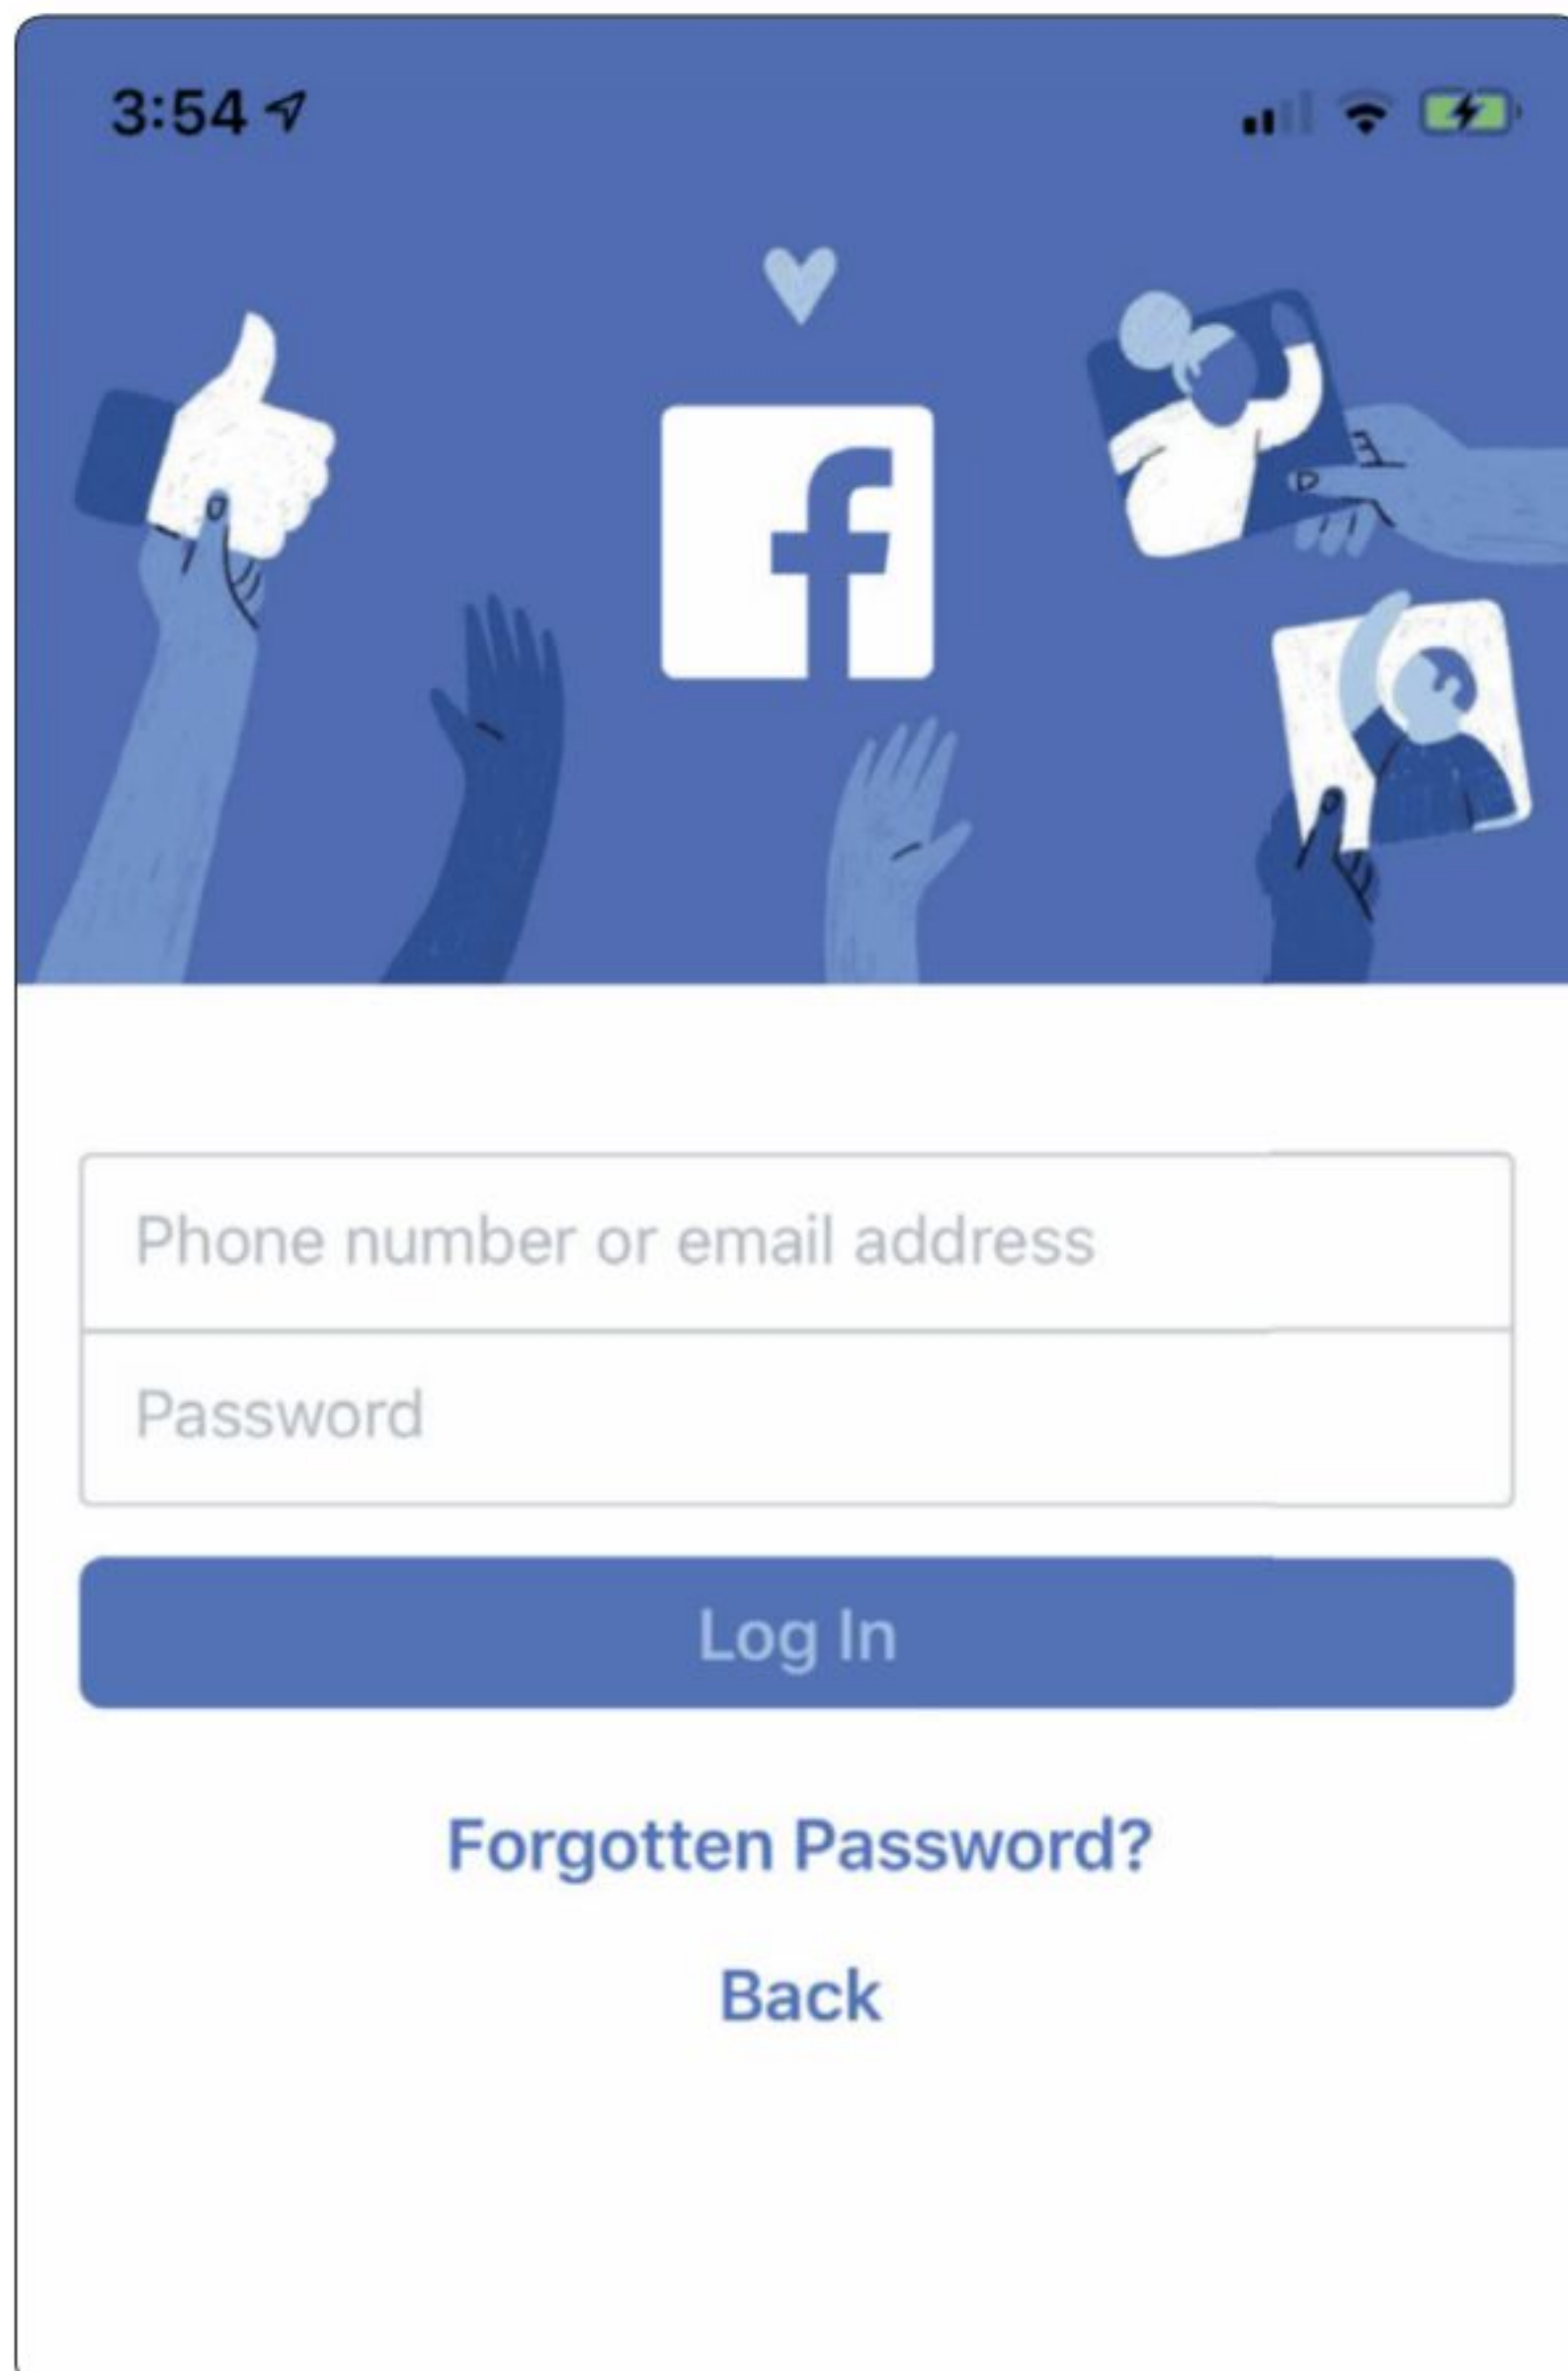 3:54
f
Phone number or email address
Password
Log In
Forgotten Password?
Back